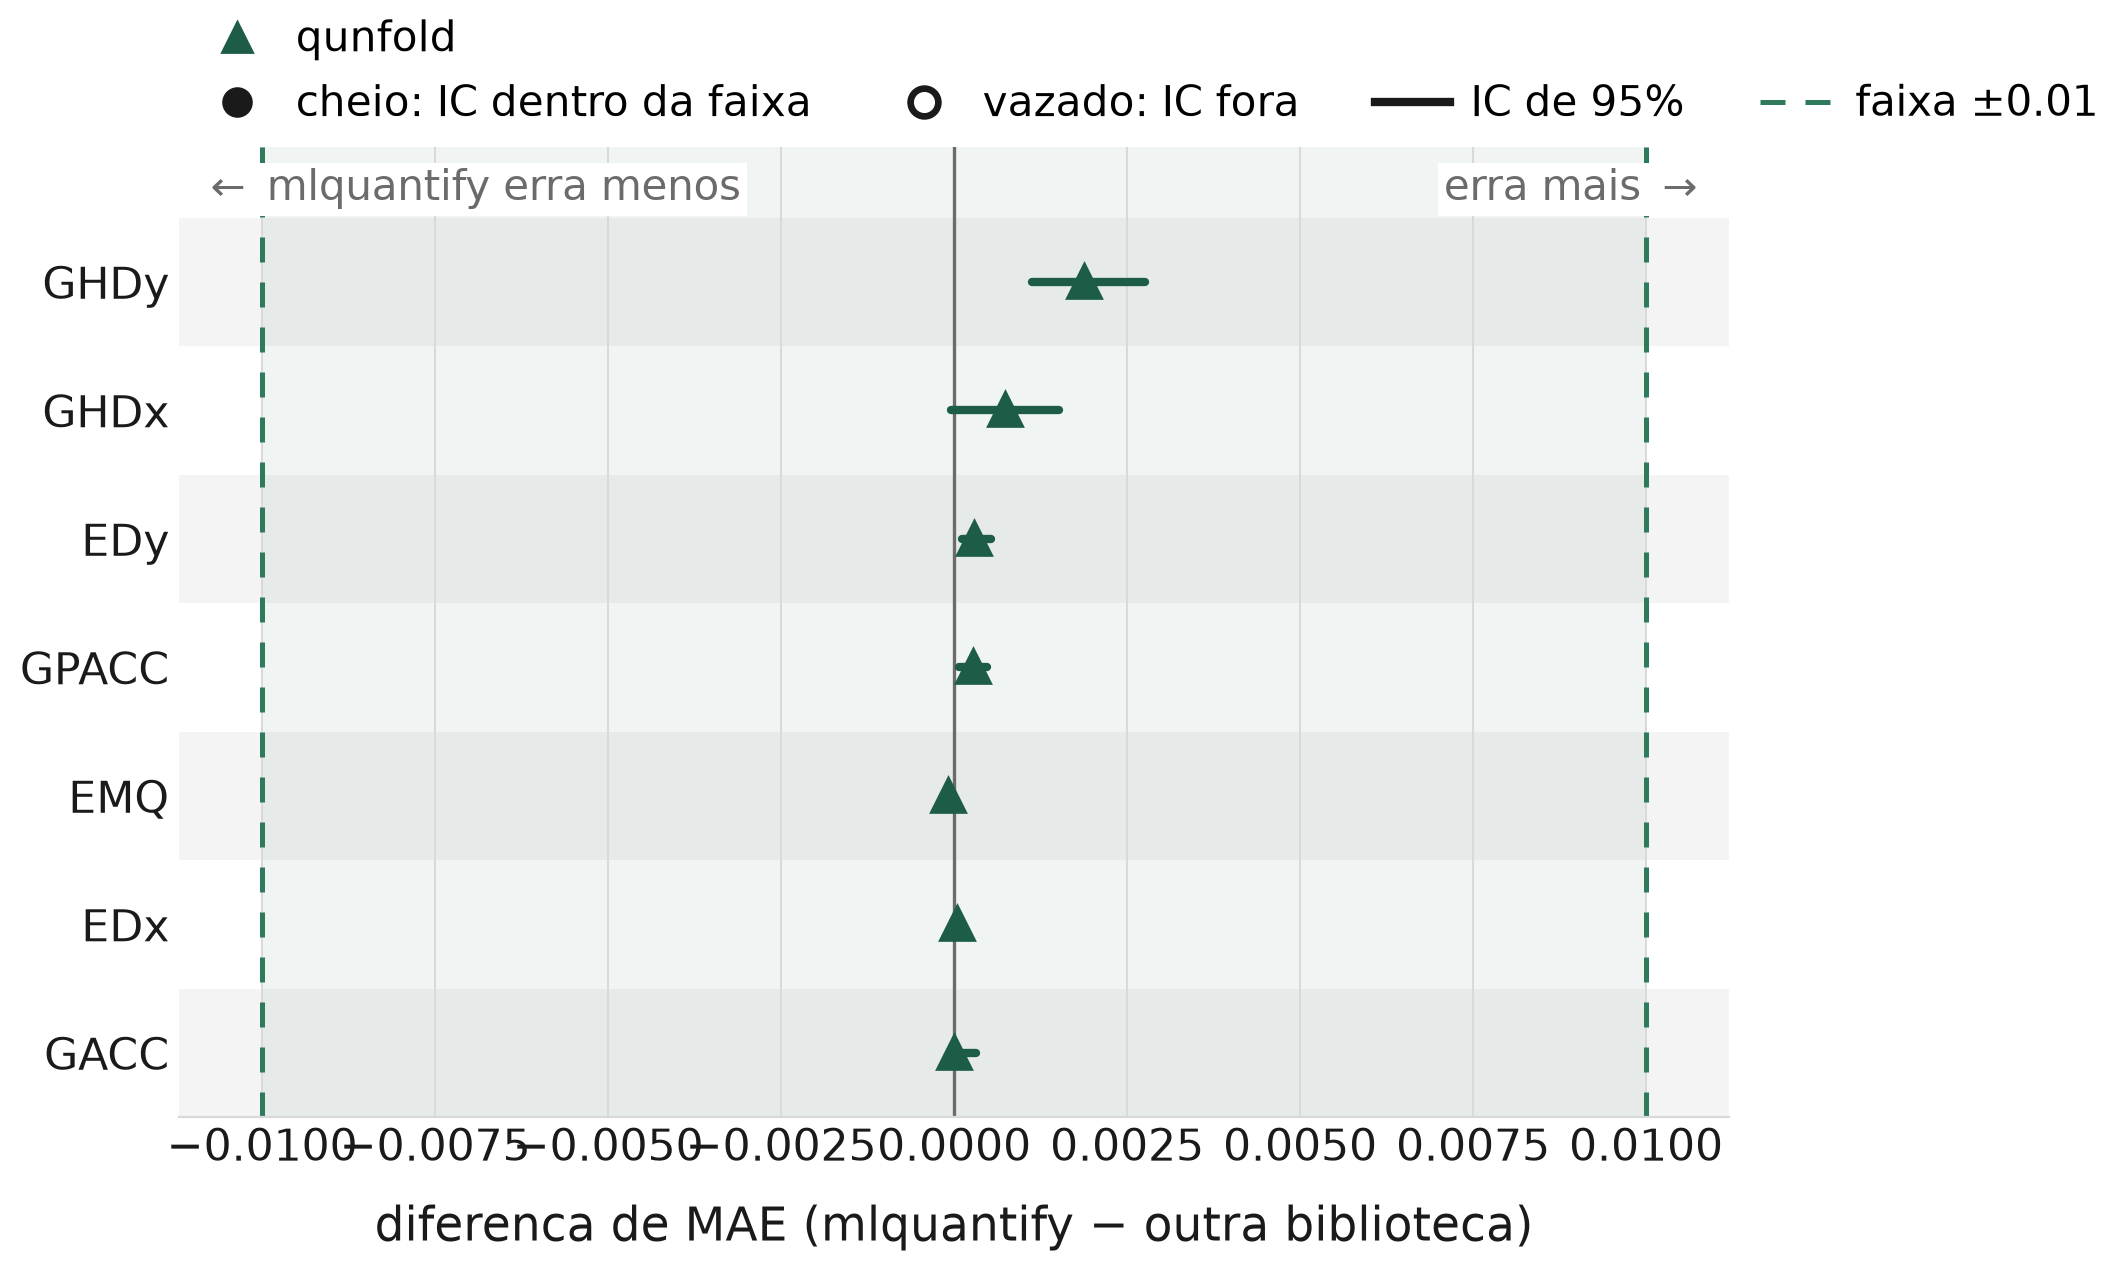 qunfold
cheio: IC dentro da faixa vazado: IC fora IC de 95% faixa ±0.01
← mlquantify erra menos erra mais →
GHDy
GHDx
EDy
GPACC
EMQ
EDx
GACC
−0.0100 −0.0075 −0.0050 −0.0025 0.0000 0.0025 0.0050 0.0075 0.0100
diferenca de MAE (mlquantify − outra biblioteca)